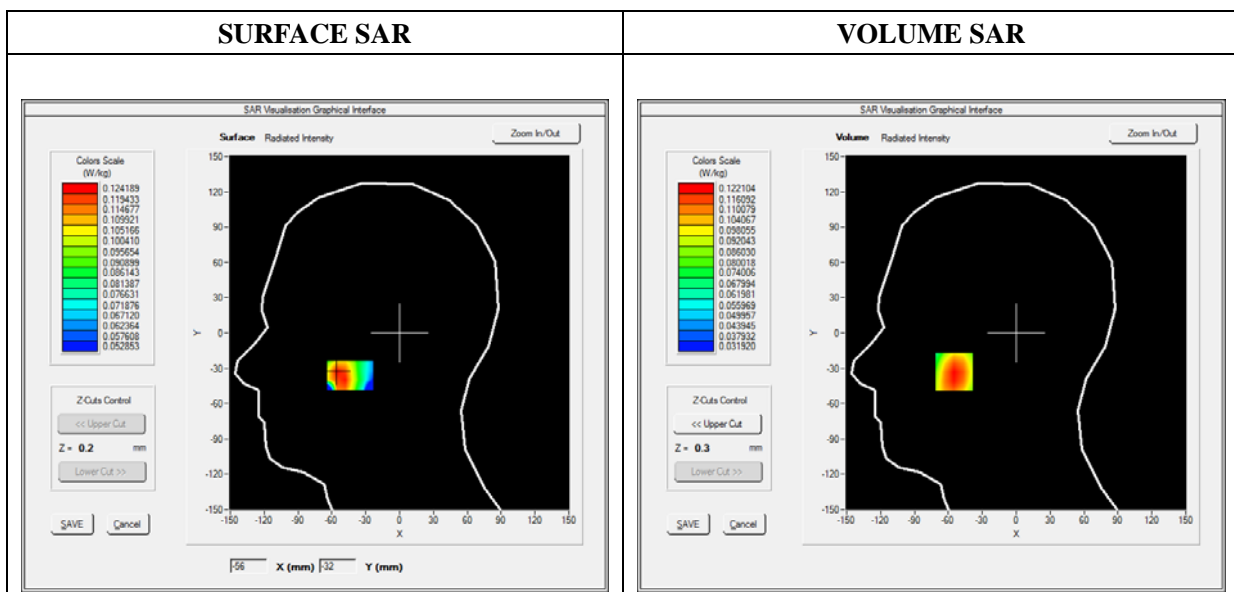 SURFACE SAR
VOLUME SAR
SAR Visualisation Graphical Interface
Surface Radiated Intensity
Zoom In/Out
Colors Scale
(W/kg)
0.124189
0.119433
0.114677
0.109921
0.105166
0.100410
0.095654
0.090899
0.086143
0.081387
0.076631
0.071876
0.067120
0.062364
0.057608
0.052853
Z-Cuts Control
<< Upper Cut
Z = 0.2 mm
Lower Cut >>
SAVE Cancel
150
120
90
60
30
0
-30
-60
-90
-120
-150
Y
-150 -120 -90 -60 -30 0 30 60 90 120 150
X
-56 X (mm) -32 Y (mm)
SAR Visualisation Graphical Interface
Volume Radiated Intensity
Zoom In/Out
Colors Scale
(W/kg)
0.122104
0.116092
0.110079
0.104067
0.098055
0.092043
0.086030
0.080018
0.074006
0.067994
0.061981
0.055969
0.049957
0.043945
0.037932
0.031920
Z-Cuts Control
<< Upper Cut
Z = 0.3 mm
Lower Cut >>
SAVE Cancel
150
120
90
60
30
0
-30
-60
-90
-120
-150
Y
-150 -120 -90 -60 -30 0 30 60 90 120 150
X